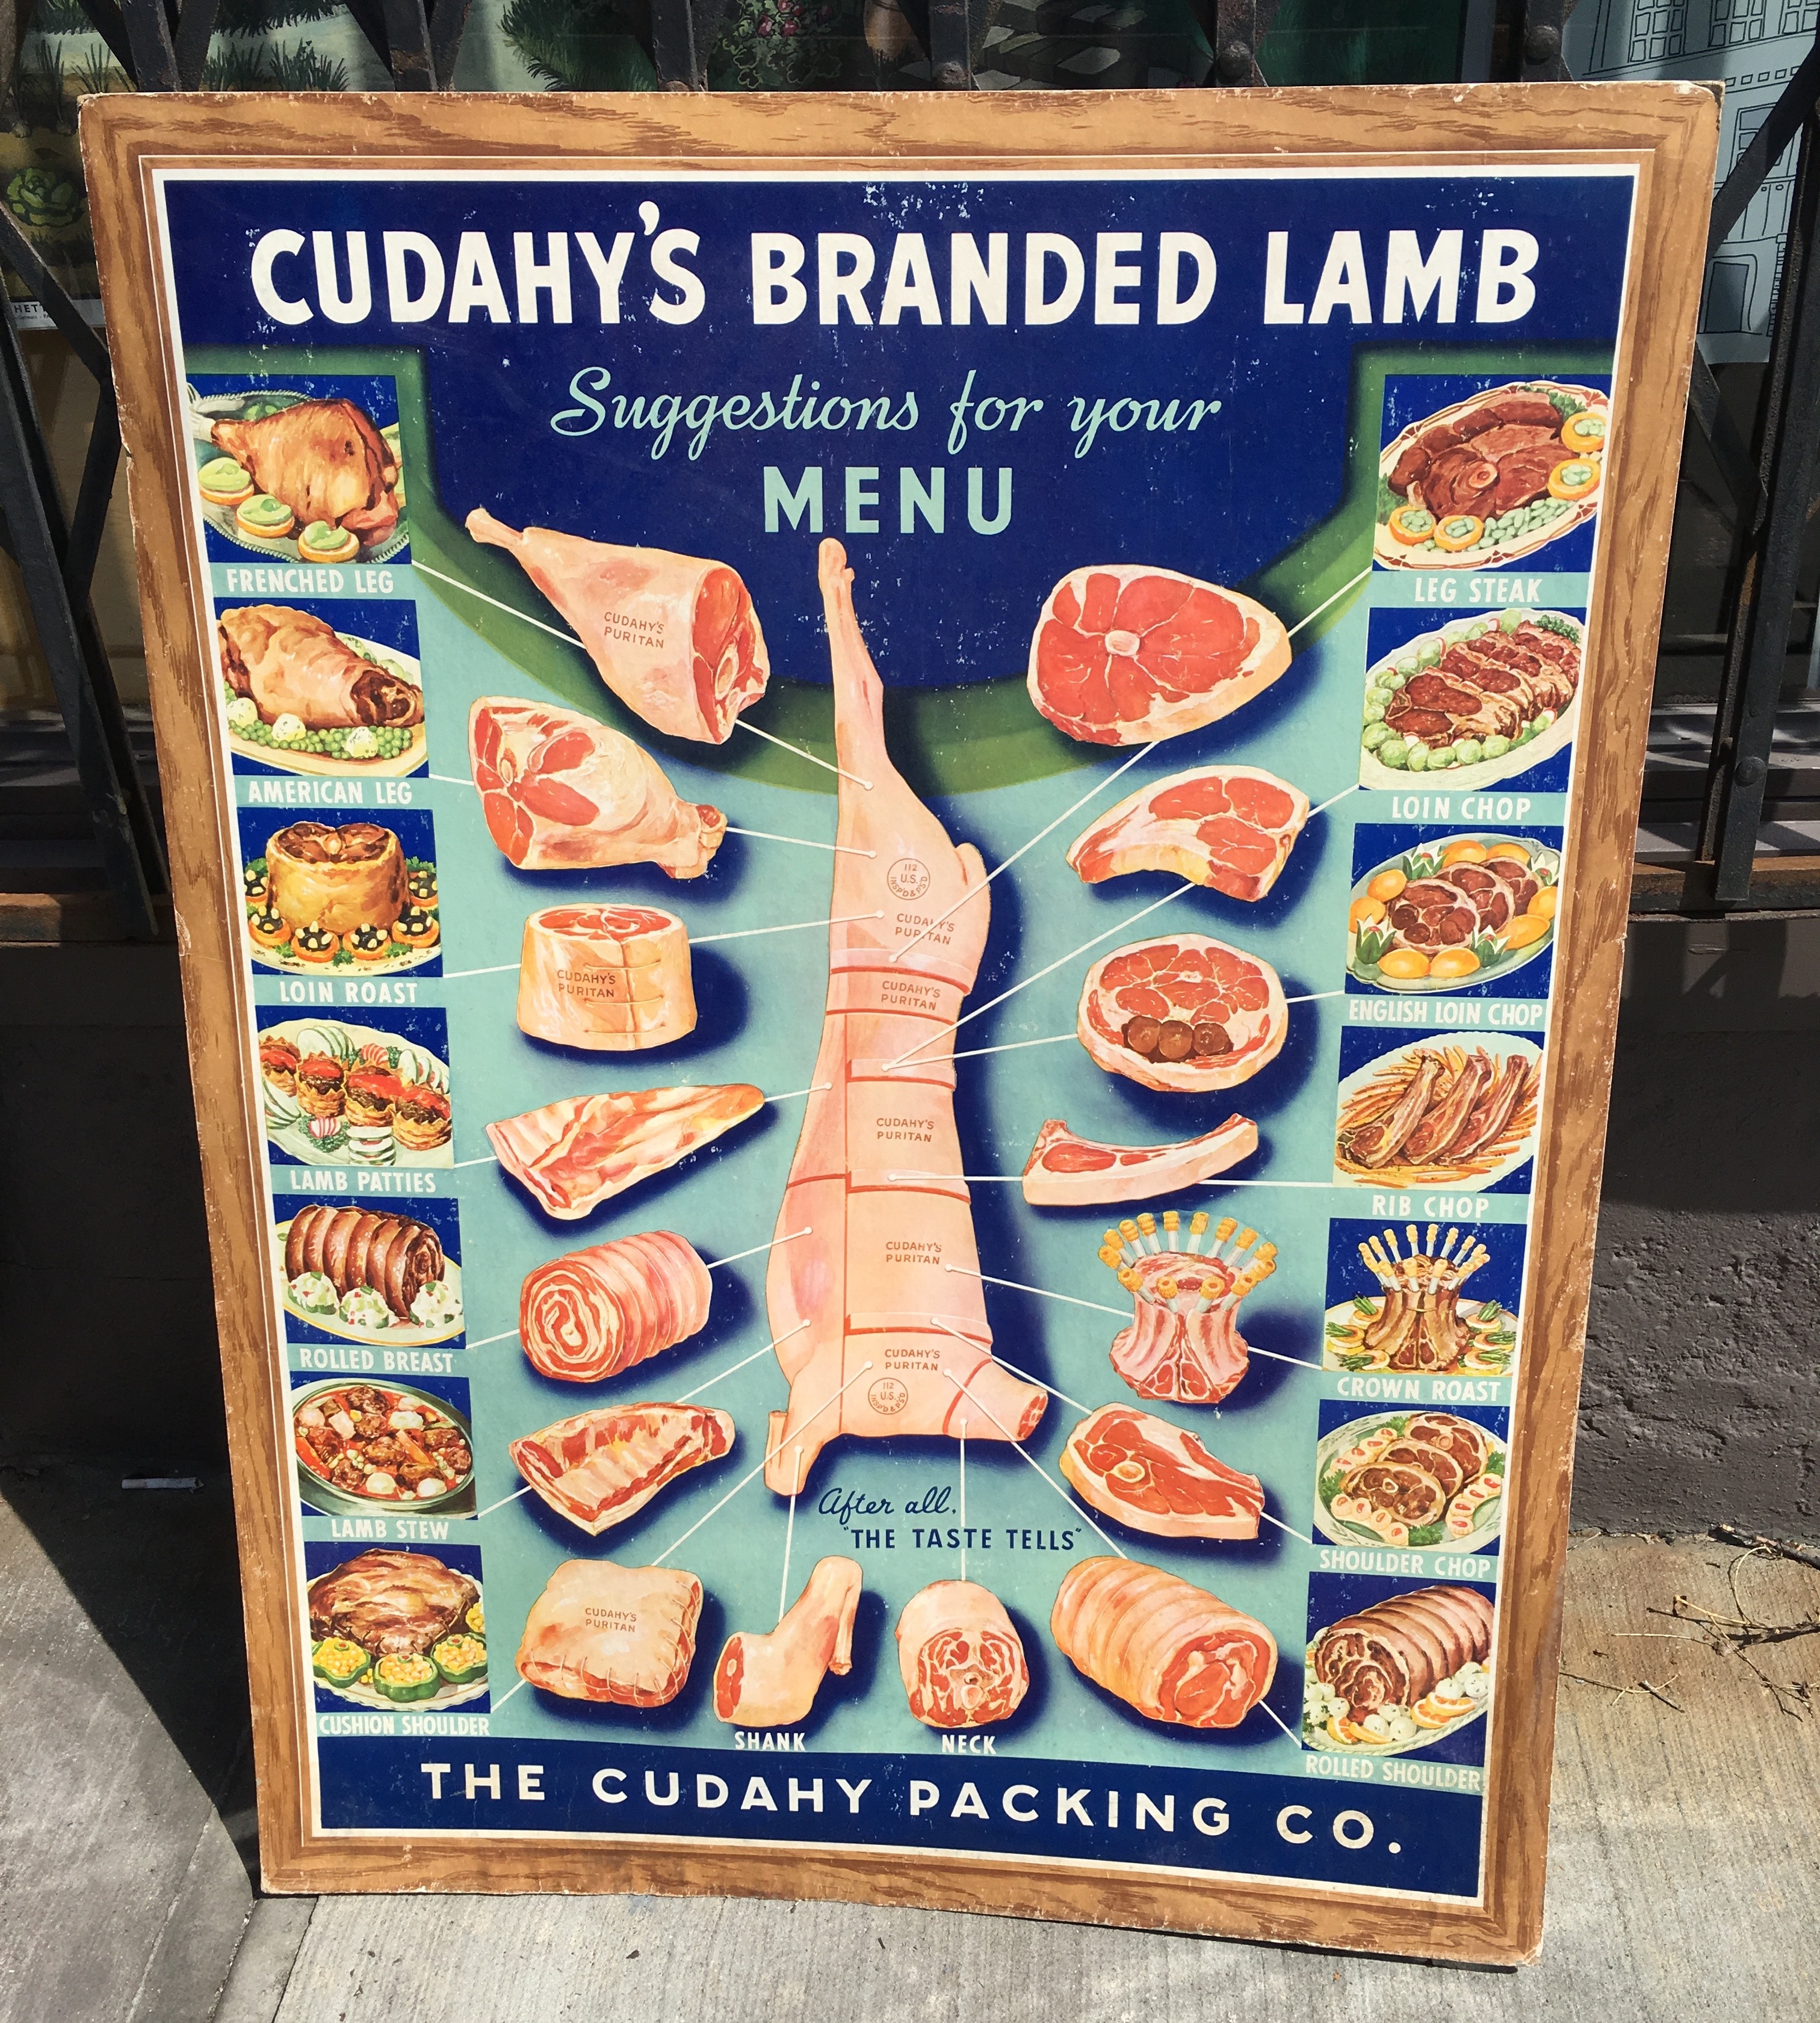 CUDAHY'S BRANDED LAMB
Suggestions for your
MENU
FRENCHED LEG
AMERICAN LEG
LOIN ROAST
LAMB PATTIES
ROLLED BREAST
LAMB STEW
CUSHION SHOULDER
CUDAHY'S
PURITAN
CUDAHY'S
PURITAN
CUDAHY'S
PURITAN
112
U.S.
INSP'D & P'S'D
CUDAHY'S
PURITAN
CUDAHY'S
PURITAN
CUDAHY'S
PURITAN
CUDAHY'S
PURITAN
CUDAHY'S
PURITAN
112
U.S.
INSP'D & P'S'D
After all,
"THE TASTE TELLS"
SHANK
NECK
LEG STEAK
LOIN CHOP
ENGLISH LOIN CHOP
RIB CHOP
CROWN ROAST
SHOULDER CHOP
ROLLED SHOULDER
THE CUDAHY PACKING CO.